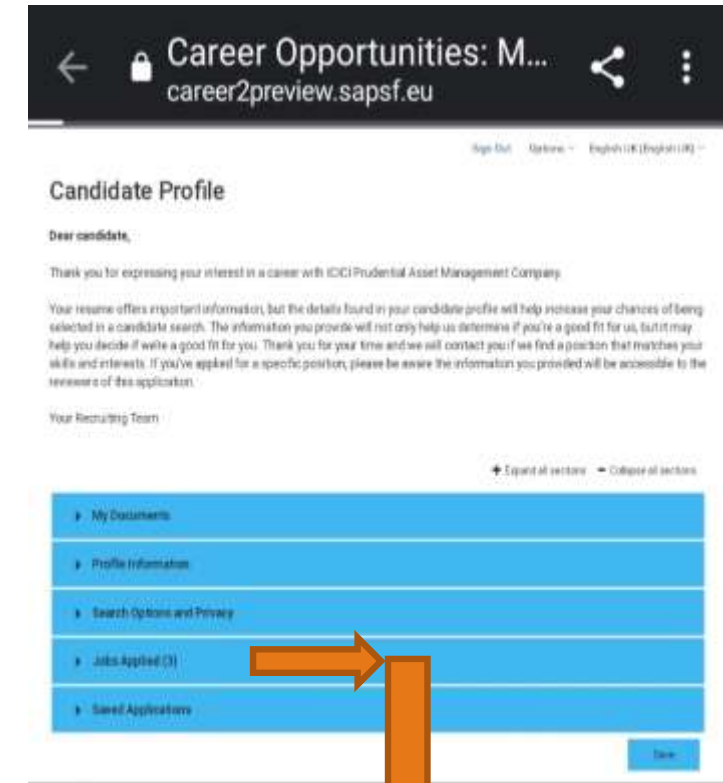 Career Opportunities: M...
career2preview.sapsf.eu
Sign Out Options English UK (English UK)
Candidate Profile
Dear candidate,
Thank you for expressing your interest in a career with ICICI Prudential Asset Management Company.
Your resume offers important information, but the details found in your candidate profile will help increase your chances of being
selected in a candidate search. The information you provide will not only help us determine if you're a good fit for us, but it may
help you decide if we're a good fit for you. Thank you for your time and we will contact you if we find a position that matches your
skills and interests. If you've applied for a specific position, please be aware the information you provided will be accessible to the
reviewers of this application.
Your Recruiting Team
Expand all sections Collapse all sections
My Documents
Profile Information
Search Options and Privacy
Jobs Applied (3)
Saved Applications
Save